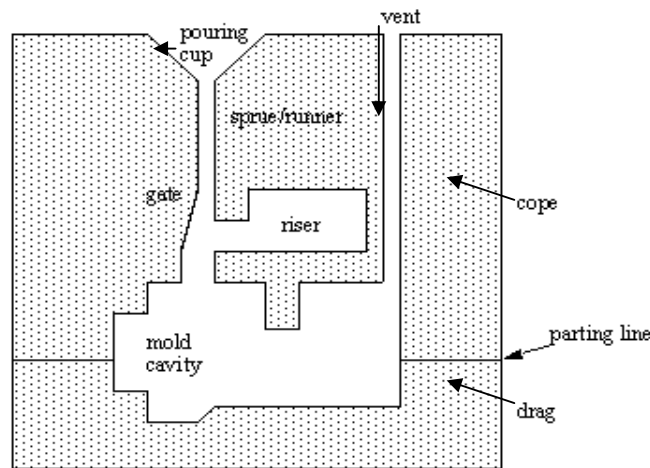 vent
pouring
cup
sprue/runner
gate
cope
riser
parting line
mold
cavity
drag